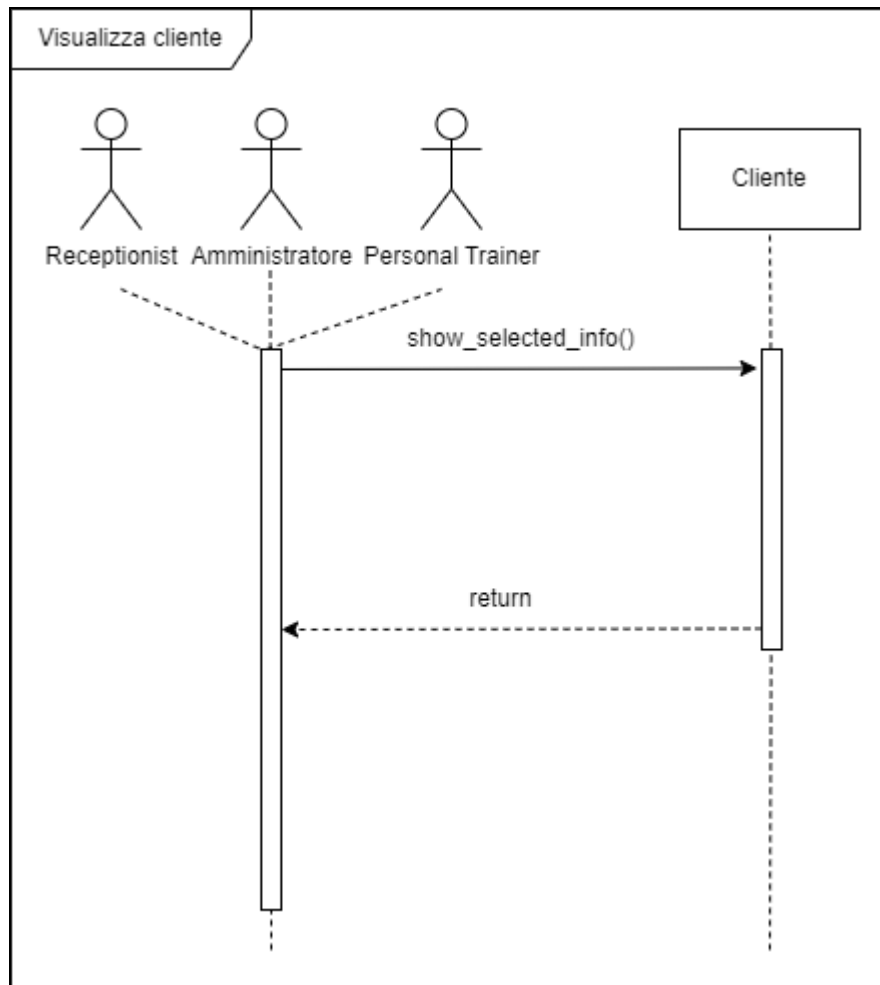 Visualizza cliente
Receptionist
Amministratore
Personal Trainer
Cliente
show_selected_info()
return